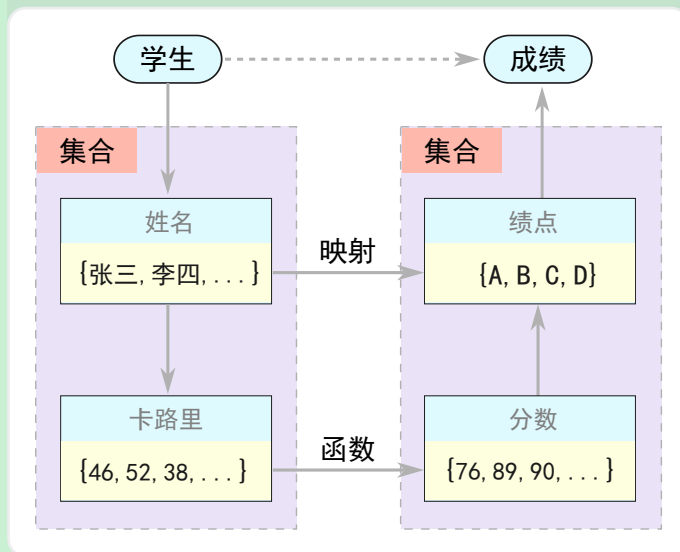 学生
成绩
集合
集合
姓名
{张三,李四,...}
映射
绩点
{A,B,C,D}
卡路里
{46,52,38,...}
函数
分数
{76,89,90,...}